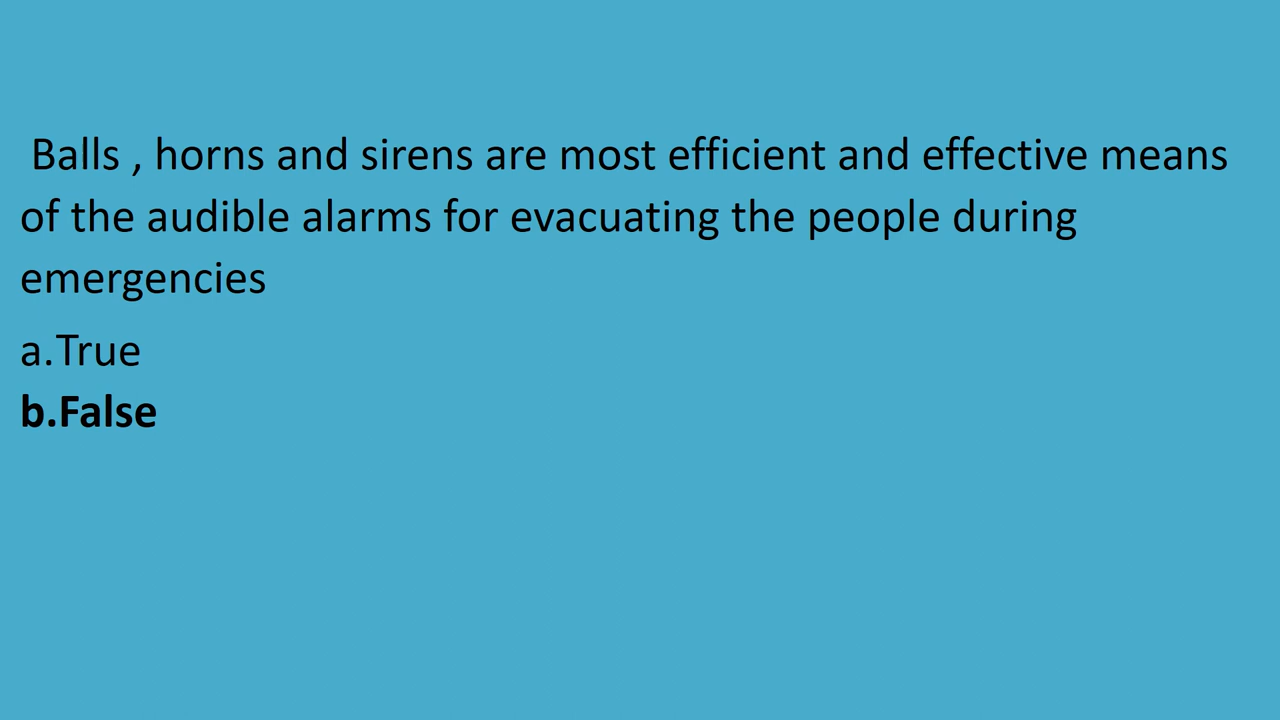 Balls , horns and sirens are most efficient and effective means
of the audible alarms for evacuating the people during
emergencies
a.True
b.False